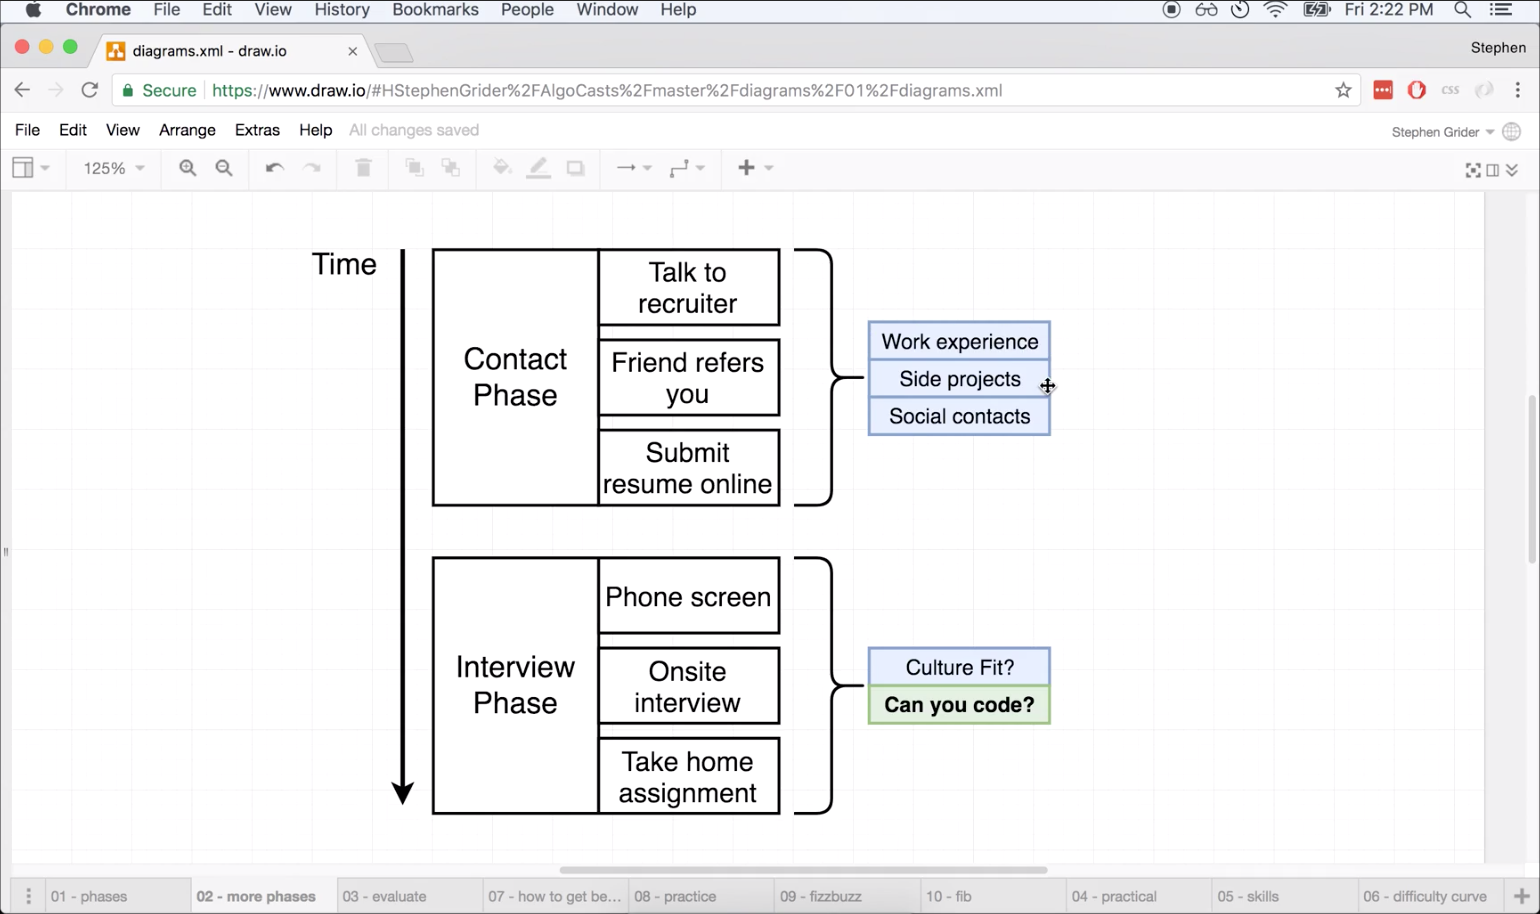 Chrome File Edit View History Bookmarks People Window Help Fri 2:22 PM
diagrams.xml - draw.io
Stephen
Secure https://www.draw.io/#HStephenGrider%2FAlgoCasts%2Fmaster%2Fdiagrams%2F01%2Fdiagrams.xml
css
File Edit View Arrange Extras Help All changes saved
Stephen Grider
125%
Time
Contact
Phase
Talk to
recruiter
Friend refers
you
Submit
resume online
Work experience
Side projects
Social contacts
Interview
Phase
Phone screen
Onsite
interview
Take home
assignment
Culture Fit?
Can you code?
01 - phases
02 - more phases
03 - evaluate
07 - how to get be...
08 - practice
09 - fizzbuzz
10 - fib
04 - practical
05 - skills
06 - difficulty curve